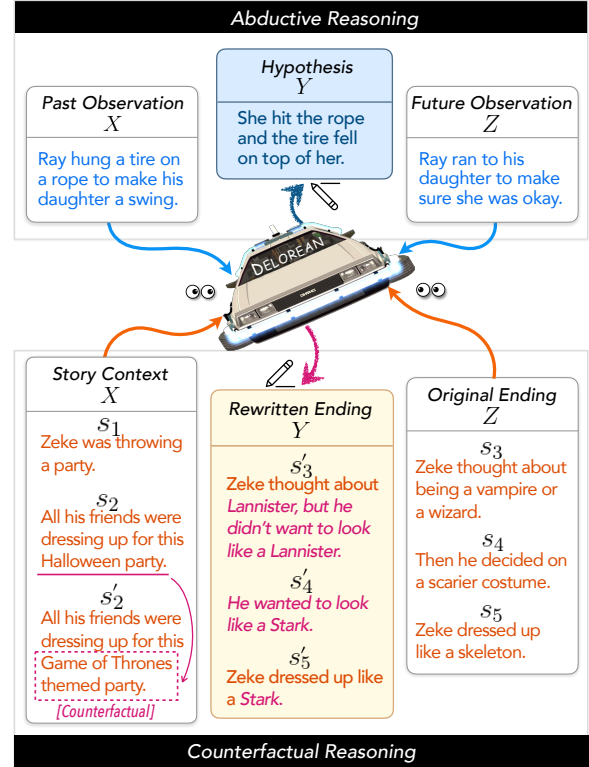 Abductive Reasoning
Hypothesis
Y
She hit the rope
and the tire fell
on top of her.
Past Observation
X
Ray hung a tire on
a rope to make his
daughter a swing.
Future Observation
Z
Ray ran to his
daughter to make
sure she was okay.
DELOREAN
Story Context
X
s1
Zeke was throwing
a party.
s2
All his friends were
dressing up for this
Halloween party.
s′2
All his friends were
dressing up for this
Game of Thrones
themed party.
[Counterfactual]
Rewritten Ending
Y
s′3
Zeke thought about
Lannister, but he
didn't want to look
like a Lannister.
s′4
He wanted to look
like a Stark.
s′5
Zeke dressed up like
a Stark.
Original Ending
Z
s3
Zeke thought about
being a vampire or
a wizard.
s4
Then he decided on
a scarier costume.
s5
Zeke dressed up
like a skeleton.
Counterfactual Reasoning